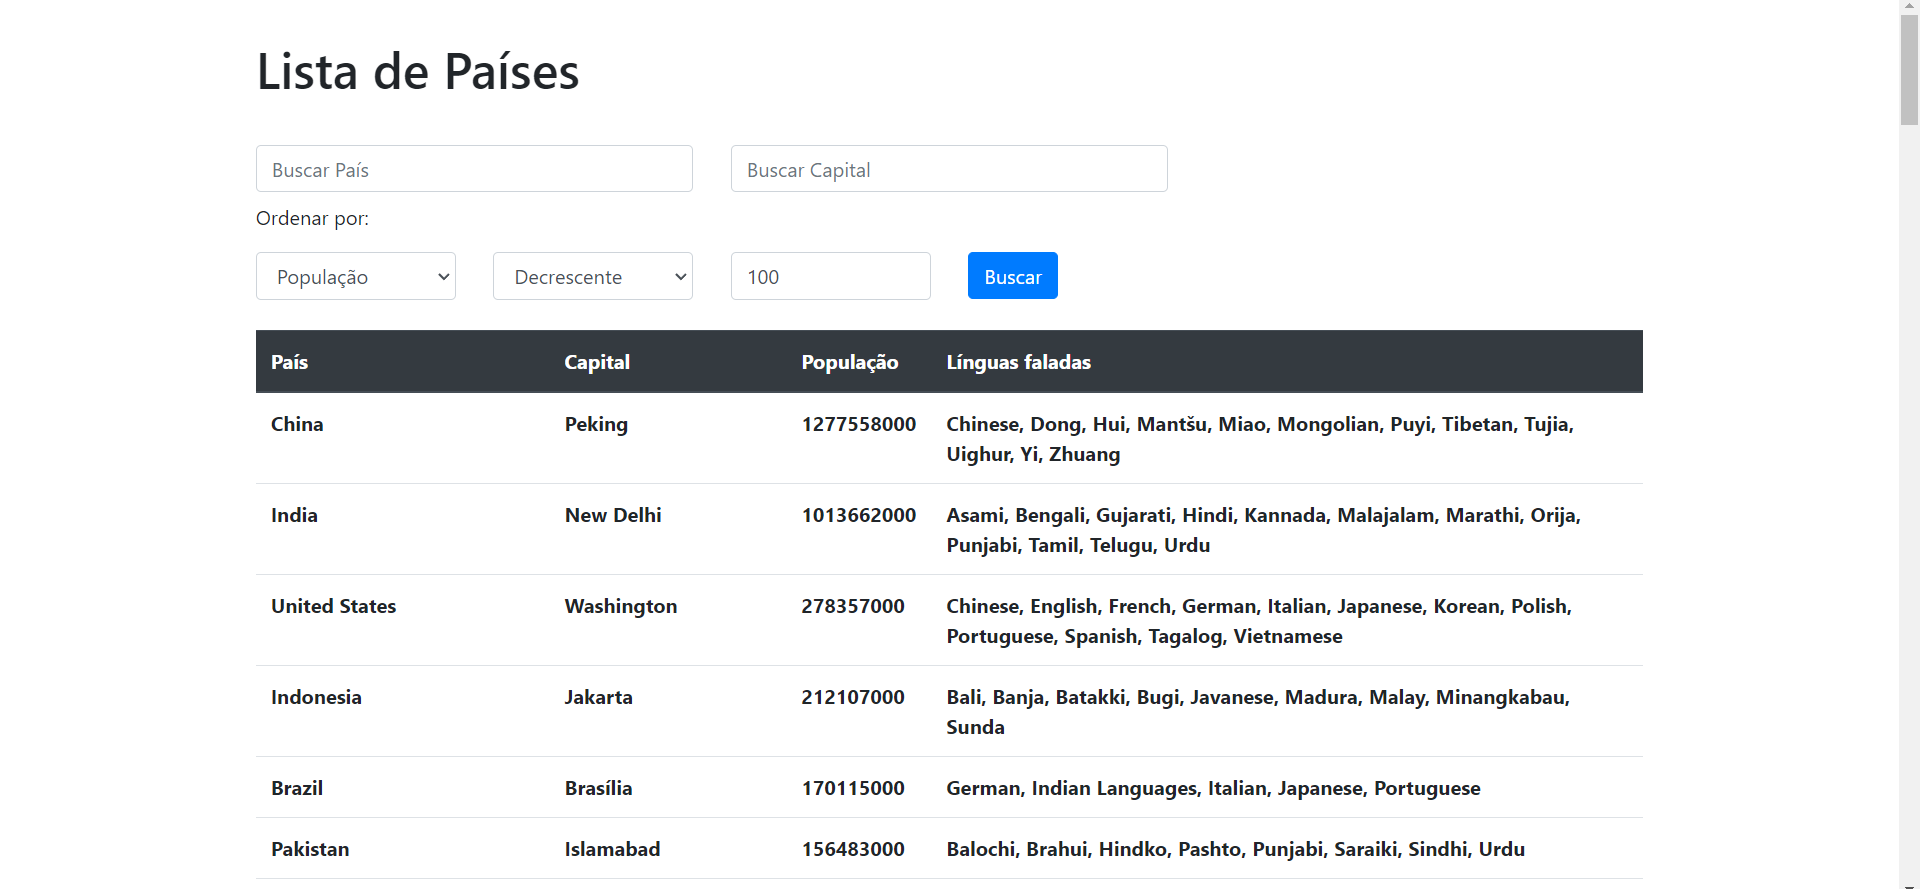 Lista de Países
Buscar País Buscar Capital
Ordenar por:
População Decrescente 100 Buscar
País Capital População Línguas faladas
China Peking 1277558000 Chinese, Dong, Hui, Mantšu, Miao, Mongolian, Puyi, Tibetan, Tujia,
Uighur, Yi, Zhuang
India New Delhi 1013662000 Asami, Bengali, Gujarati, Hindi, Kannada, Malajalam, Marathi, Orija,
Punjabi, Tamil, Telugu, Urdu
United States Washington 278357000 Chinese, English, French, German, Italian, Japanese, Korean, Polish,
Portuguese, Spanish, Tagalog, Vietnamese
Indonesia Jakarta 212107000 Bali, Banja, Batakki, Bugi, Javanese, Madura, Malay, Minangkabau,
Sunda
Brazil Brasília 170115000 German, Indian Languages, Italian, Japanese, Portuguese
Pakistan Islamabad 156483000 Balochi, Brahui, Hindko, Pashto, Punjabi, Saraiki, Sindhi, Urdu